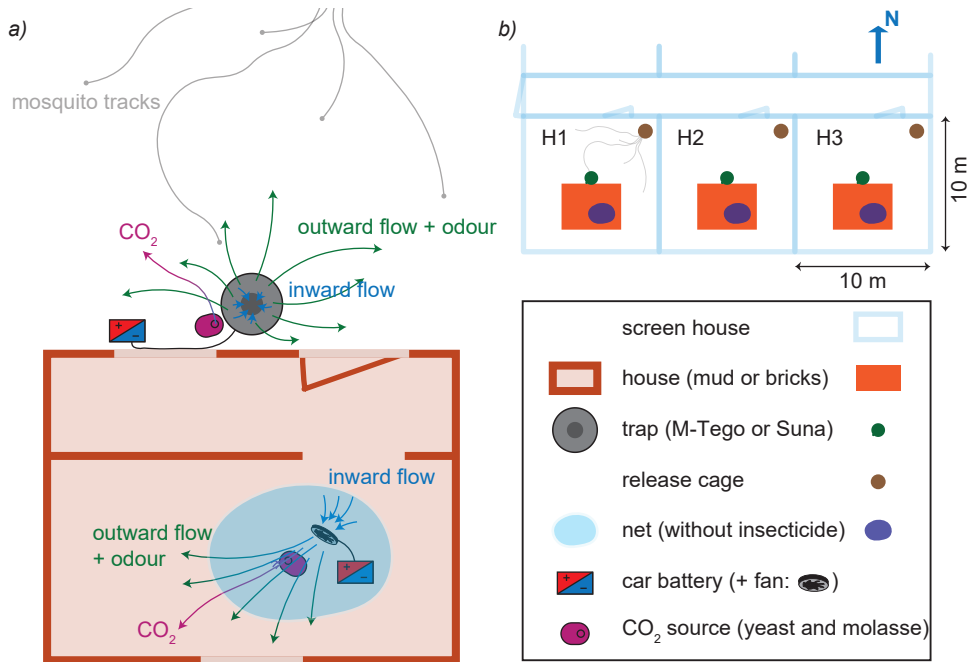 a)
mosquito tracks
CO2
outward flow + odour
inward flow
+
−
inward flow
outward flow
+ odour
+
−
CO2
b)
N
H1
H2
H3
10 m
10 m
screen house
house (mud or bricks)
trap (M-Tego or Suna)
release cage
net (without insecticide)
+
−
car battery (+ fan: )
CO2 source (yeast and molasse)